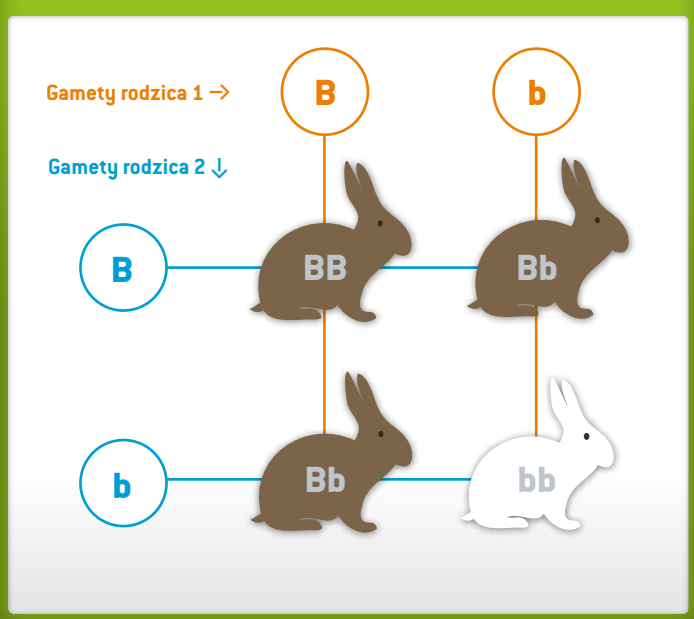 Gamety rodzica 1 →
B
b
Gamety rodzica 2 ↓
B
BB
Bb
b
Bb
bb